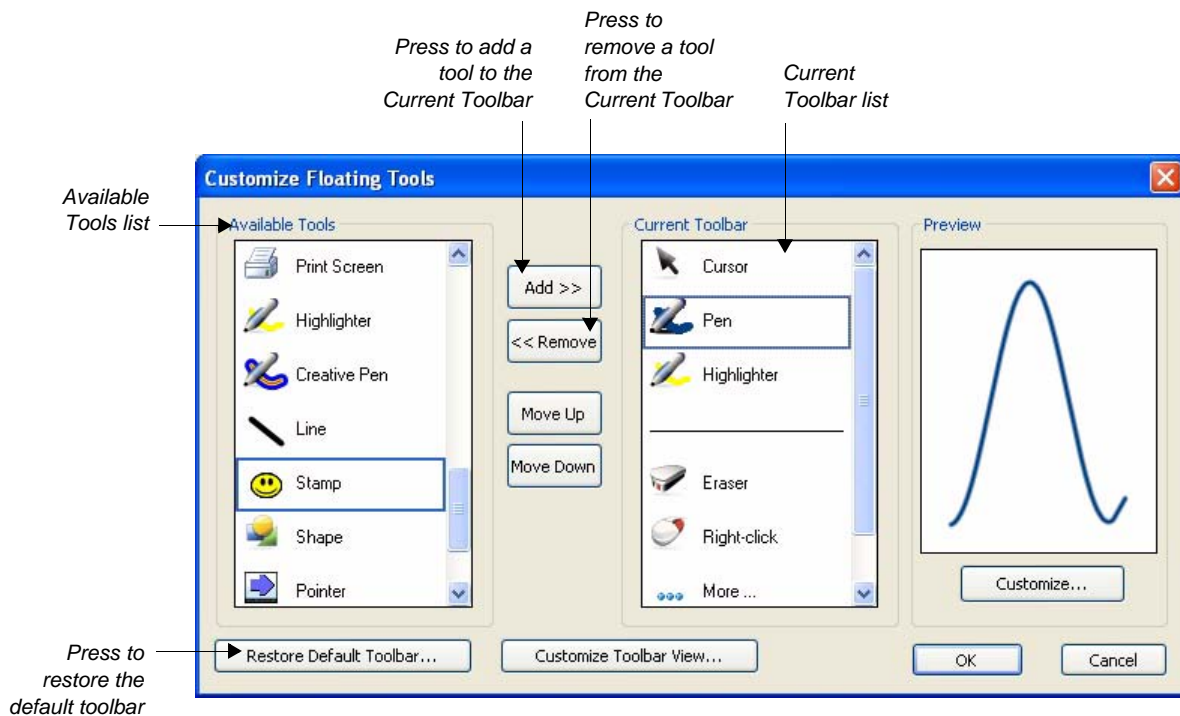 Press to add a
tool to the
Current Toolbar
Press to
remove a tool
from the
Current Toolbar
Current
Toolbar list
Available
Tools list
Customize Floating Tools
Available Tools
Print Screen
Highlighter
Creative Pen
Line
Stamp
Shape
Pointer
Add >>
<< Remove
Move Up
Move Down
Current Toolbar
Cursor
Pen
Highlighter
Eraser
Right-click
More ...
Preview
Customize...
Restore Default Toolbar...
Customize Toolbar View...
OK
Cancel
Press to
restore the
default toolbar